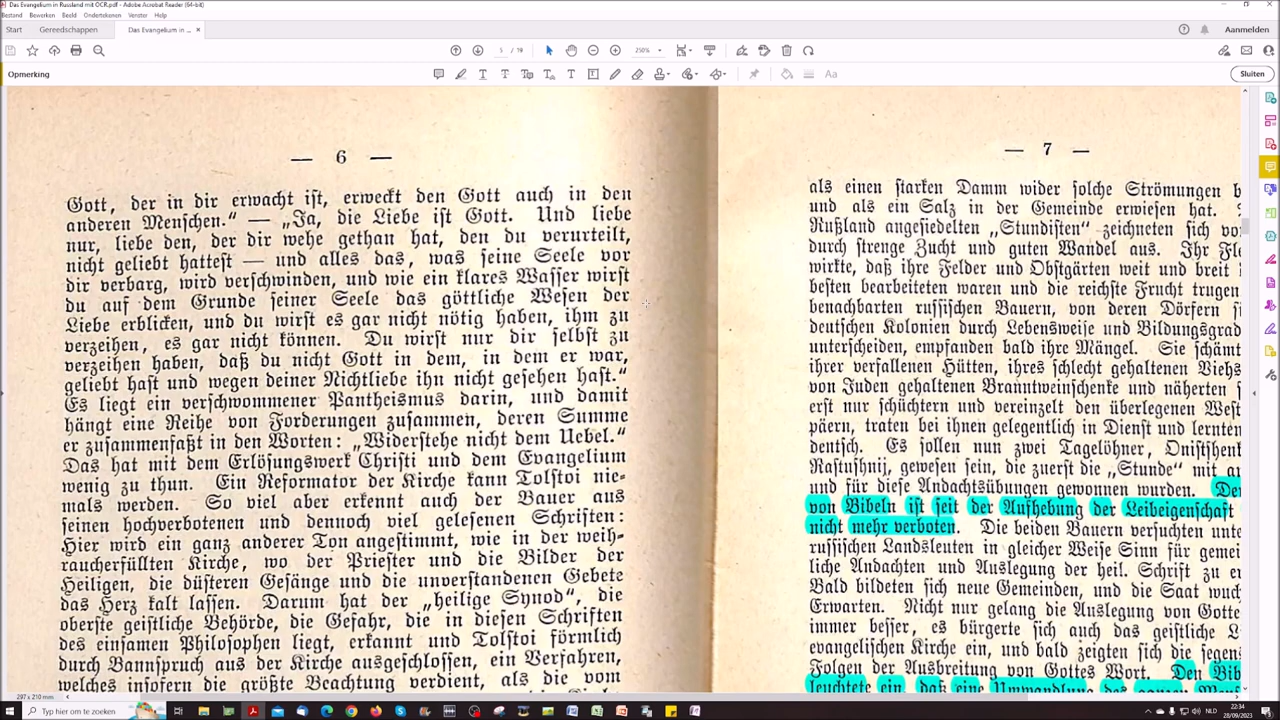 Das Evangelium in Russland mit OCR.pdf - Adobe Acrobat Reader (64-bit)
Bestand Bewerken Beeld Ondertekenen Venster Help
Start Gereedschappen Das Evangelium in ... × Aanmelden
5 / 19 250%
Opmerking Sluiten
— 6 —
Gott, der in dir erwacht iſt, erweckt den Gott auch in den
anderen Menſchen.“ — „Ja, die Liebe iſt Gott. Und liebe
nur, liebe den, der dir wehe gethan hat, den du verurteilt,
nicht geliebt hatteſt — und alles das, was ſeine Seele vor
dir verbarg, wird verſchwinden, und wie ein klares Waſſer wirſt
du auf dem Grunde ſeiner Seele das göttliche Weſen der
Liebe erblicken, und du wirſt es gar nicht nötig haben, ihm zu
verzeihen, es gar nicht können. Du wirſt nur dir ſelbſt zu
verzeihen haben, daß du nicht Gott in dem, in dem er war,
geliebt haſt und wegen deiner Nichtliebe ihn nicht geſehen haſt.“
Es liegt ein verſchwommener Pantheismus darin, und damit
hängt eine Reihe von Forderungen zuſammen, deren Summe
er zuſammenfaßt in den Worten: „Widerſtehe nicht dem Uebel.“
Das hat mit dem Erlöſungswerk Chriſti und dem Evangelium
wenig zu thun. Ein Reformator der Kirche kann Tolſtoi nie-
mals werden. So viel aber erkennt auch der Bauer aus
ſeinen hochverbotenen und dennoch viel geleſenen Schriften:
Hier wird ein ganz anderer Ton angeſtimmt, wie in der weih-
raucherfüllten Kirche, wo der Prieſter und die Bilder der
Heiligen, die düſteren Geſänge und die unverſtandenen Gebete
das Herz kalt laſſen. Darum hat der „heilige Synod“, die
oberſte geiſtliche Behörde, die Gefahr, die in dieſen Schriften
des einſamen Philoſophen liegt, erkannt und Tolſtoi förmlich
durch Bannſpruch aus der Kirche ausgeſchloſſen, ein Verfahren,
welches inſofern die größte Beachtung verdient, als die vom
— 7 —
als einen ſtarken Damm wider ſolche Strömungen
und als ein Salz in der Gemeinde erwieſen hat.
Rußland angeſiedelten „Stundiſten“ zeichneten ſich
durch ſtrenge Zucht und guten Wandel aus. Ihr
wirkte, daß ihre Felder und Obſtgärten weit und breit
beſten bearbeiteten waren und die reichſte Frucht trugen
benachbarten ruſſiſchen Bauern, von deren Dörfern
deutſchen Kolonien durch Lebensweiſe und Bildungsgrad
unterſcheiden, empfanden bald ihre Mängel. Sie
ihrer verfallenen Hütten, ihres ſchlecht gehaltenen
von Juden gehaltenen Branntweinſchenke und näherten
erſt nur ſchüchtern und vereinzelt den überlegenen
päern, traten bei ihnen gelegentlich in Dienſt und lernten
deutſch. Es ſollen nun zwei Tagelöhner,
Ratuſhnij, geweſen ſein, die zuerſt die „Stunde“ mit
und für dieſe Andachtsübungen gewonnen wurden.
von Bibeln iſt ſeit der Aufhebung der Leibeigenſchaft
nicht mehr verboten. Die beiden Bauern verſuchten
ruſſiſchen Landsleuten in gleicher Weiſe Sinn für
liche Andachten und Auslegung der heil. Schrift zu
Bald bildeten ſich neue Gemeinden, und die Saat
Erwarten. Nicht nur gelang die Auslegung von
immer beſſer, es bürgerte ſich auch das geiſtliche
evangeliſchen Kirche ein, und bald zeigten ſich die
Folgen der Ausbreitung von Gottes Wort. Den
leuchtete ein, daß eine Umwandlung des ganzen
297 x 210 mm
Typ hier om te zoeken NLD 22:34
28/09/2023